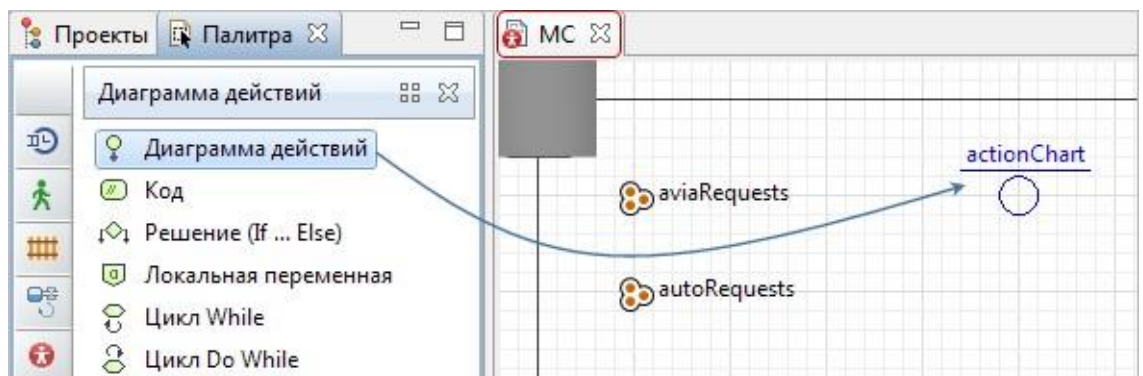 Проекты Палитра
MC
Диаграмма действий
Диаграмма действий
Код
Решение (If ... Else)
Локальная переменная
Цикл While
Цикл Do While
actionChart
aviaRequests
autoRequests